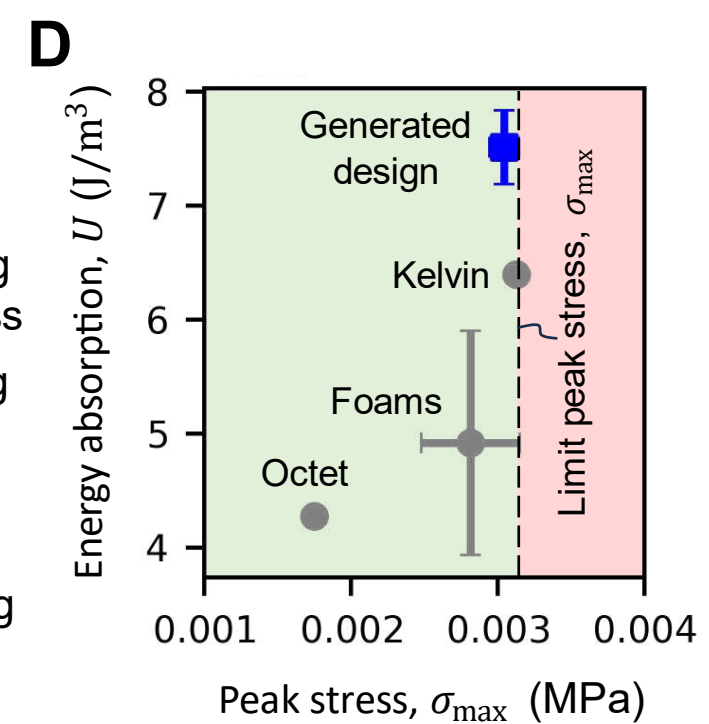 D
8
7
6
5
4
Energy absorption, U (J/m³)
Generated
design
Kelvin
Foams
Octet
Limit peak stress, σmax
0.001 0.002 0.003 0.004
Peak stress, σmax (MPa)
g
g
g